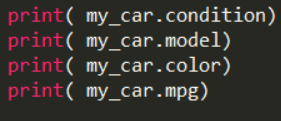 print( my_car.condition)
print( my_car.model)
print( my_car.color)
print( my_car.mpg)